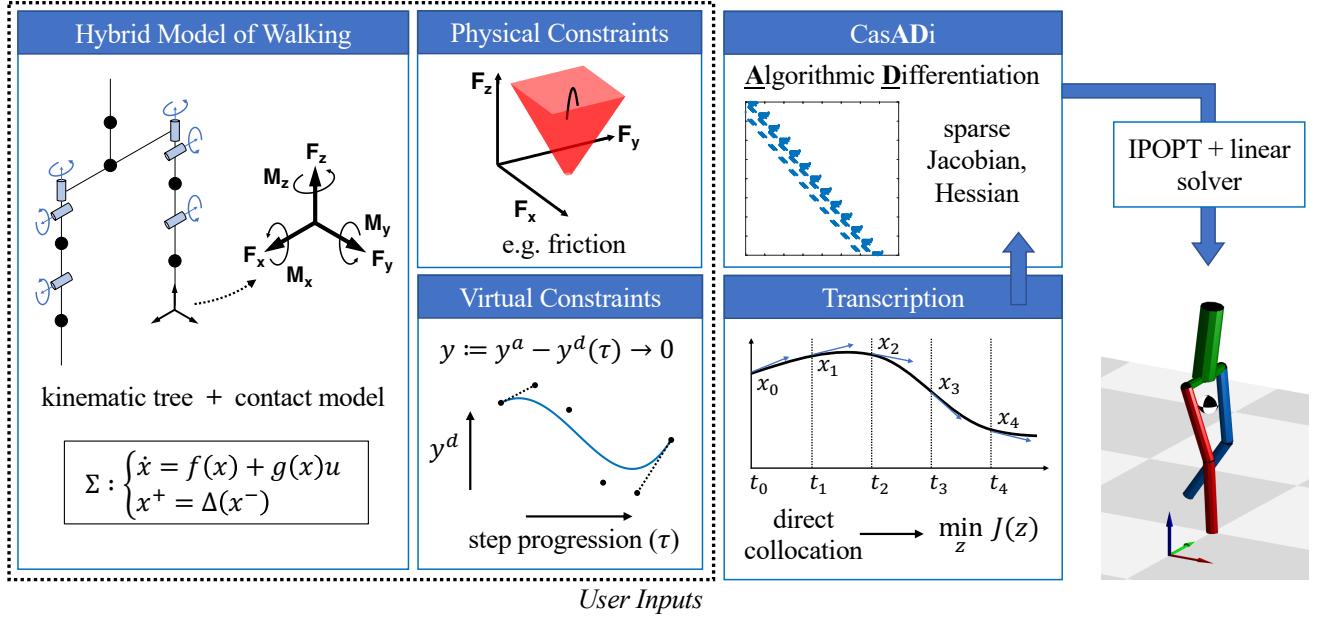 Hybrid Model of Walking
F_z
M_z
M_y
F_x
M_x
F_y
kinematic tree + contact model
Σ : { ẋ = f(x) + g(x)u
x⁺ = Δ(x⁻)
Physical Constraints
F_z
F_y
F_x
e.g. friction
Virtual Constraints
y ≔ y^a − y^d(τ) → 0
y^d
step progression (τ)
User Inputs
CasADi
Algorithmic Differentiation
sparse
Jacobian,
Hessian
Transcription
x_0
x_1
x_2
x_3
x_4
t_0 t_1 t_2 t_3 t_4
direct
collocation
min_z J(z)
IPOPT + linear
solver